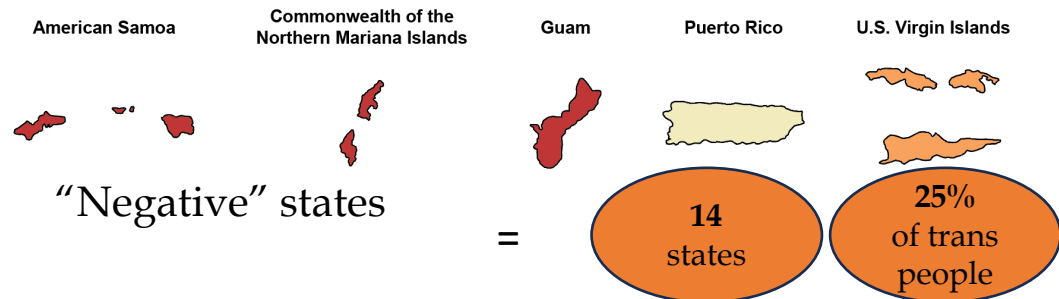 American Samoa
Commonwealth of the
Northern Mariana Islands
Guam
Puerto Rico
U.S. Virgin Islands
“Negative” states
=
14
states
25%
of trans
people